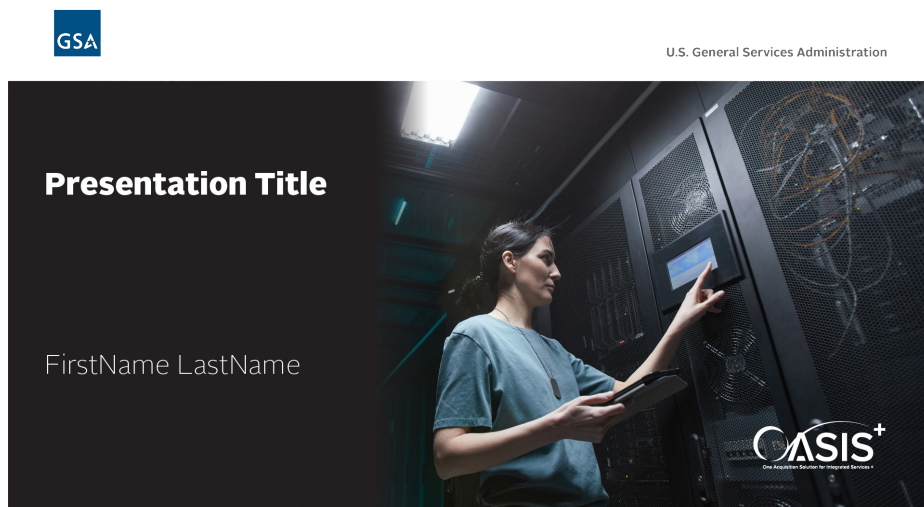 GSA
U.S. General Services Administration
Presentation Title
FirstName LastName
OASIS+
One Acquisition Solution for Integrated Services +